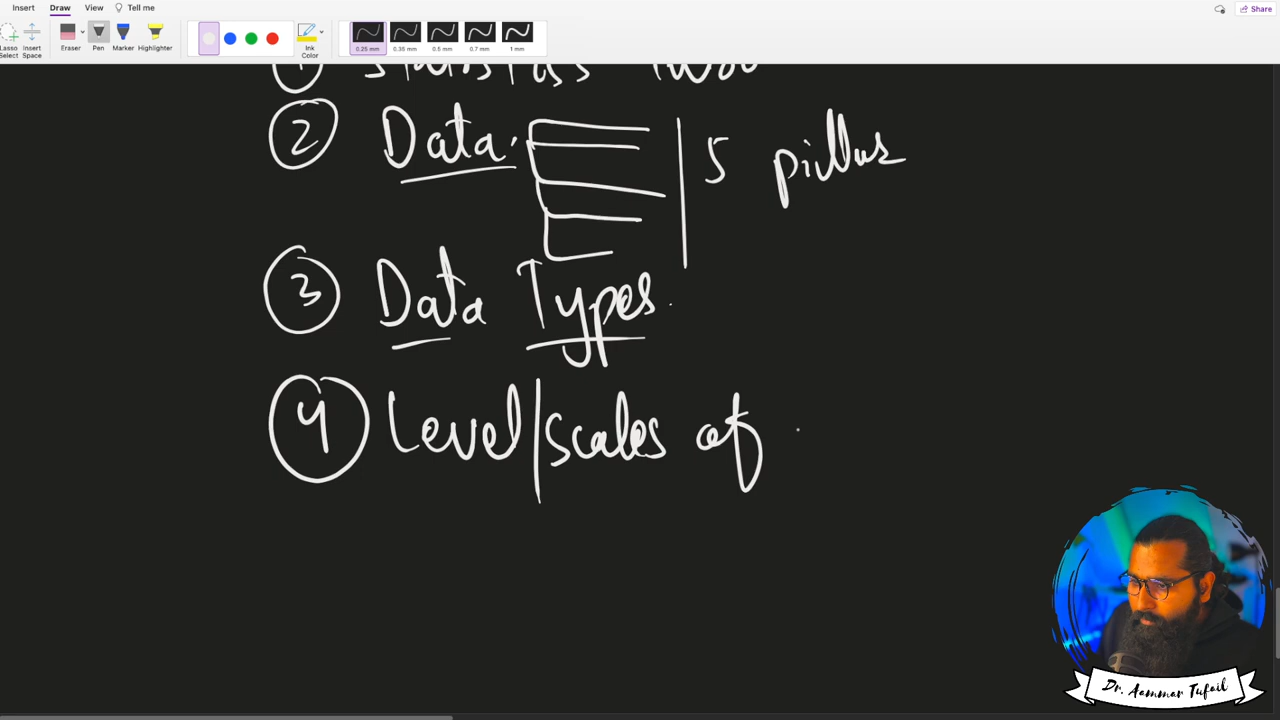 Insert Draw View Tell me
Share
Lasso Select
Insert Space
Eraser
Pen
Marker
Highlighter
Ink Color
0.25 mm
0.35 mm
0.5 mm
0.7 mm
1 mm
② Data: 5 pillars
③ Data Types.
④ Level/scales of
Dr. Aammar Tufail